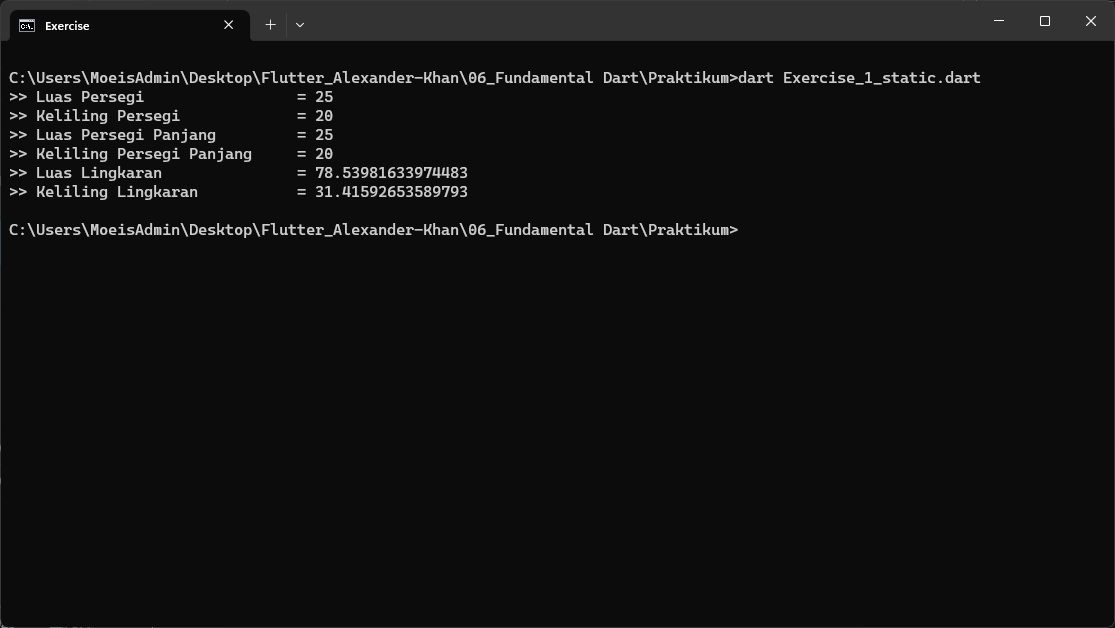 Exercise
C:\Users\MoeisAdmin\Desktop\Flutter_Alexander-Khan\06_Fundamental Dart\Praktikum>dart Exercise_1_static.dart
>> Luas Persegi                 = 25
>> Keliling Persegi             = 20
>> Luas Persegi Panjang         = 25
>> Keliling Persegi Panjang     = 20
>> Luas Lingkaran               = 78.53981633974483
>> Keliling Lingkaran           = 31.41592653589793
C:\Users\MoeisAdmin\Desktop\Flutter_Alexander-Khan\06_Fundamental Dart\Praktikum>